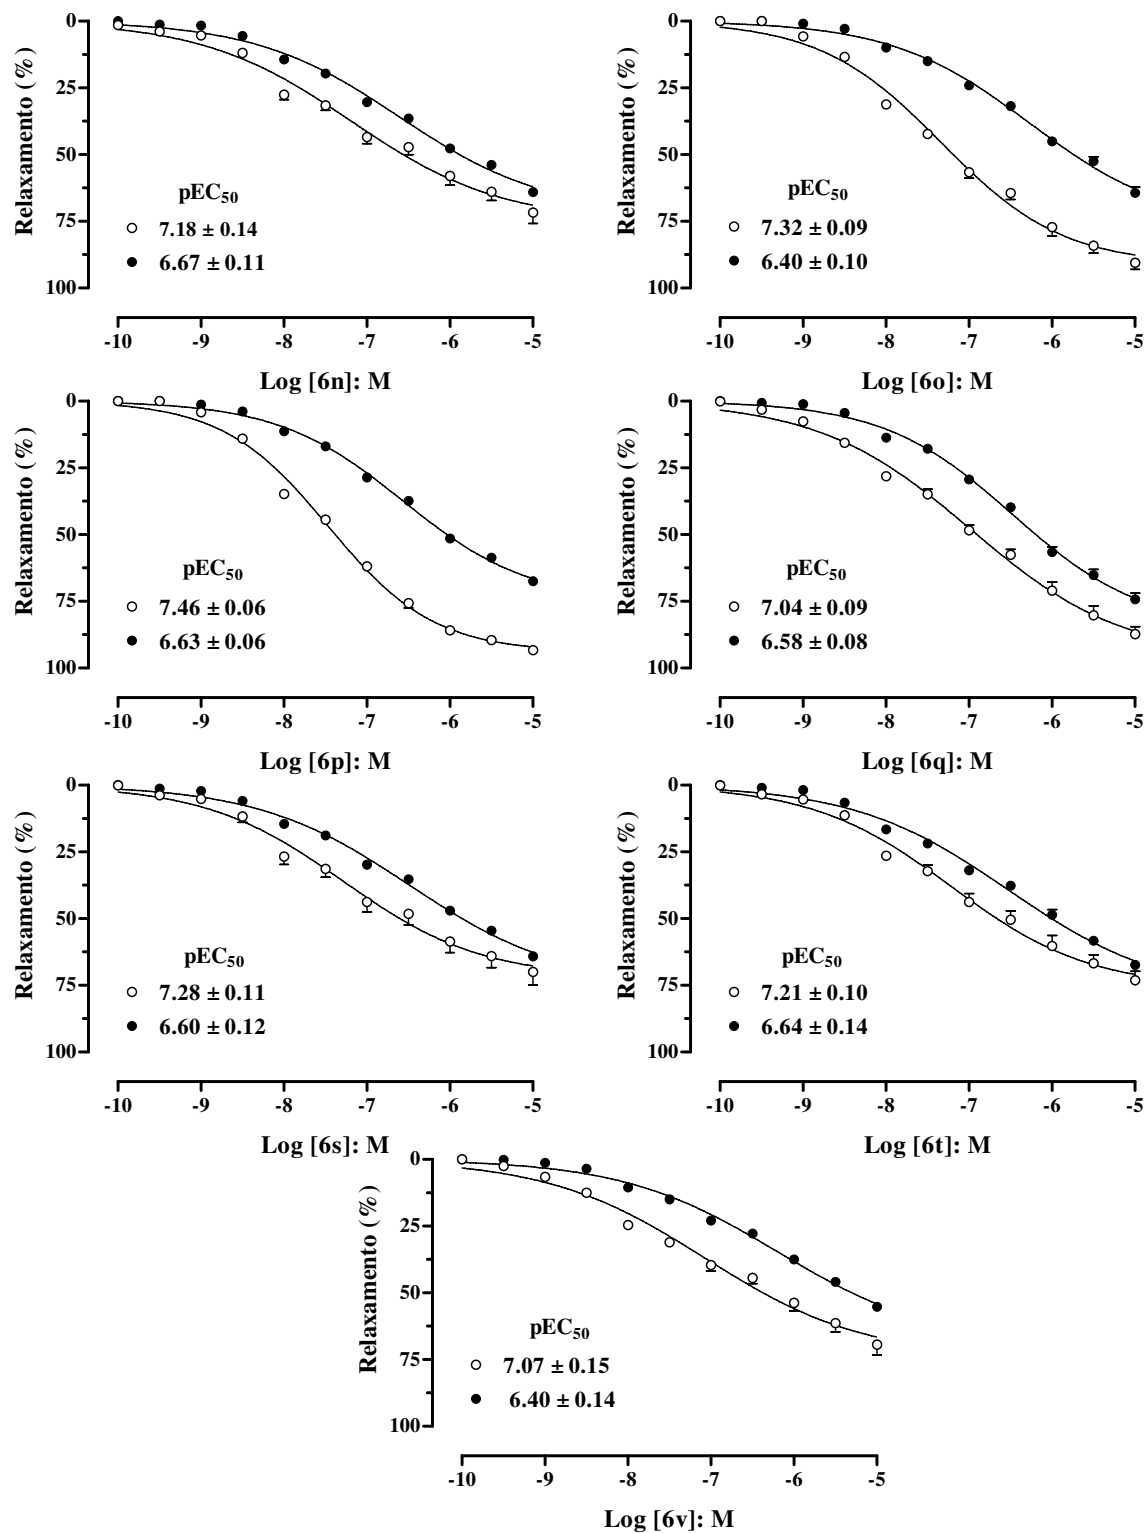 0
25
50
75
100
Relaxamento (%)
pEC50
7.18 ± 0.14
6.67 ± 0.11
-10 -9 -8 -7 -6 -5
Log [6n]: M
0
25
50
75
100
Relaxamento (%)
pEC50
7.32 ± 0.09
6.40 ± 0.10
-10 -9 -8 -7 -6 -5
Log [6o]: M
0
25
50
75
100
Relaxamento (%)
pEC50
7.46 ± 0.06
6.63 ± 0.06
-10 -9 -8 -7 -6 -5
Log [6p]: M
0
25
50
75
100
Relaxamento (%)
pEC50
7.04 ± 0.09
6.58 ± 0.08
-10 -9 -8 -7 -6 -5
Log [6q]: M
0
25
50
75
100
Relaxamento (%)
pEC50
7.28 ± 0.11
6.60 ± 0.12
-10 -9 -8 -7 -6 -5
Log [6s]: M
0
25
50
75
100
Relaxamento (%)
pEC50
7.21 ± 0.10
6.64 ± 0.14
-10 -9 -8 -7 -6 -5
Log [6t]: M
0
25
50
75
100
Relaxamento (%)
pEC50
7.07 ± 0.15
6.40 ± 0.14
-10 -9 -8 -7 -6 -5
Log [6v]: M